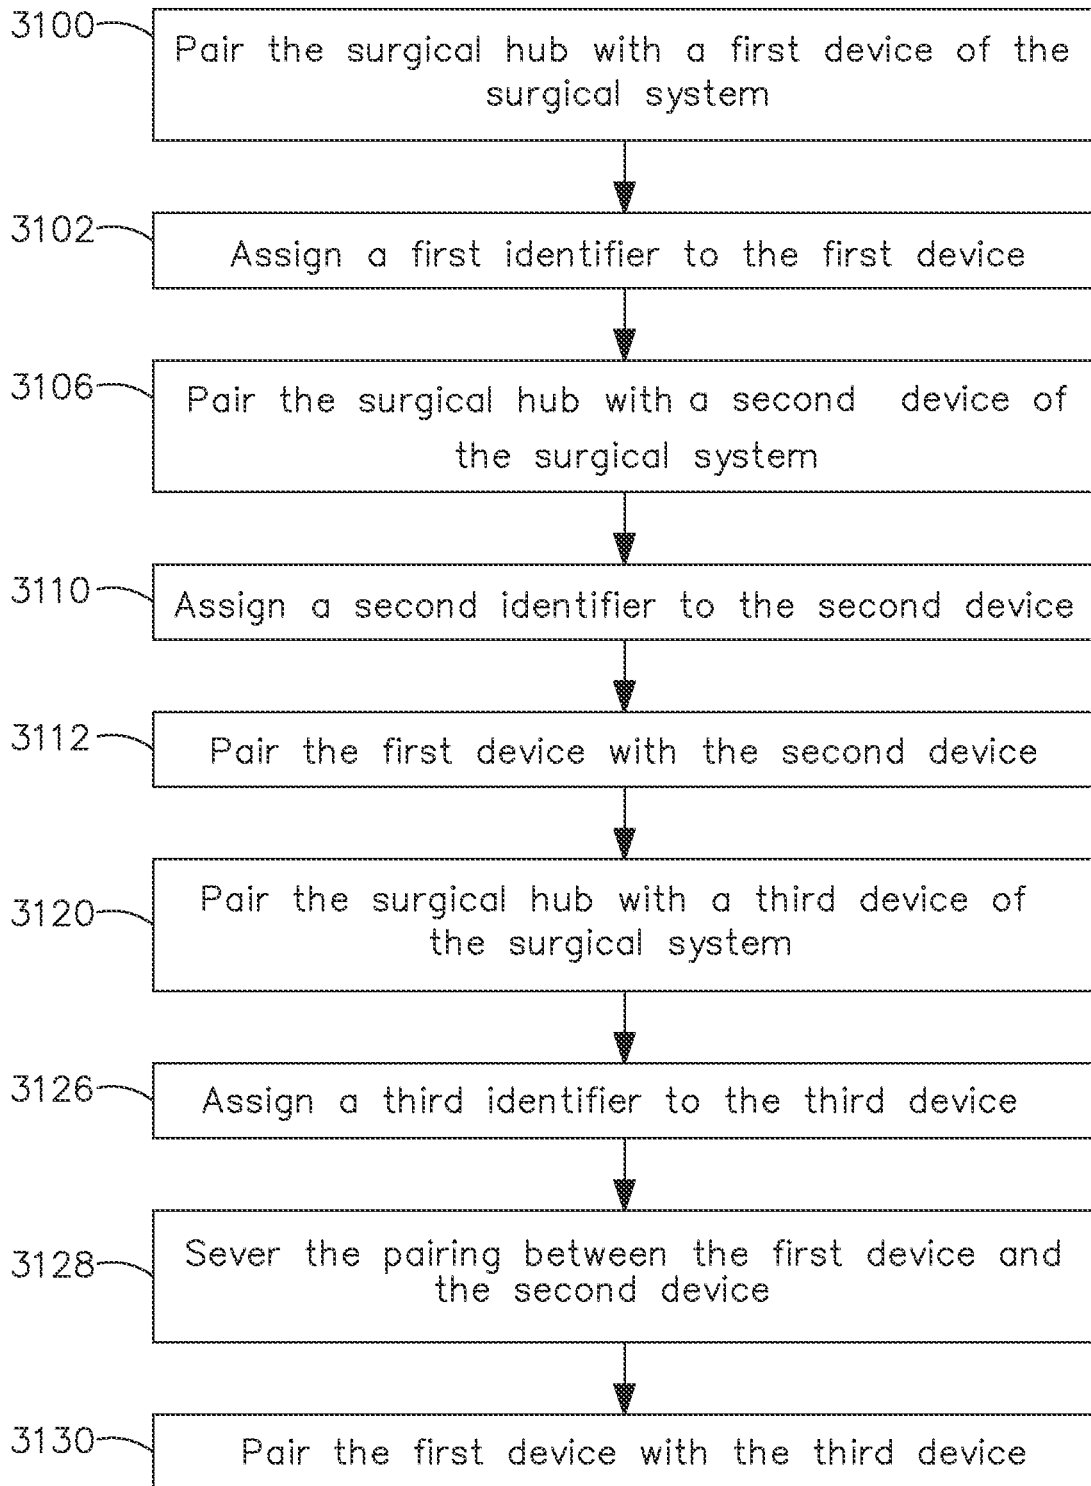 3100
Pair the surgical hub with a first device of the
surgical system
3102
Assign a first identifier to the first device
3106
Pair the surgical hub with a second device of
the surgical system
3110
Assign a second identifier to the second device
3112
Pair the first device with the second device
3120
Pair the surgical hub with a third device of
the surgical system
3126
Assign a third identifier to the third device
3128
Sever the pairing between the first device and
the second device
3130
Pair the first device with the third device